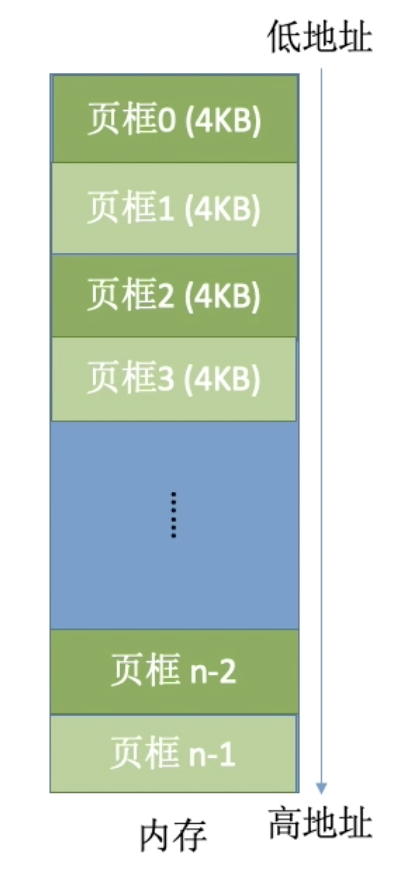 低地址
页框0 (4KB)
页框1 (4KB)
页框2 (4KB)
页框3 (4KB)
......
页框 n-2
页框 n-1
内存
高地址